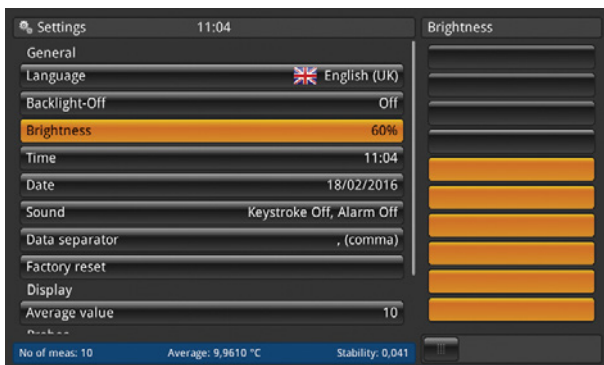 Settings 11:04
Brightness
General
Language English (UK)
Backlight-Off Off
Brightness 60%
Time 11:04
Date 18/02/2016
Sound Keystroke Off, Alarm Off
Data separator , (comma)
Factory reset
Display
Average value 10
No of meas: 10 Average: 9,9610 °C Stability: 0,041